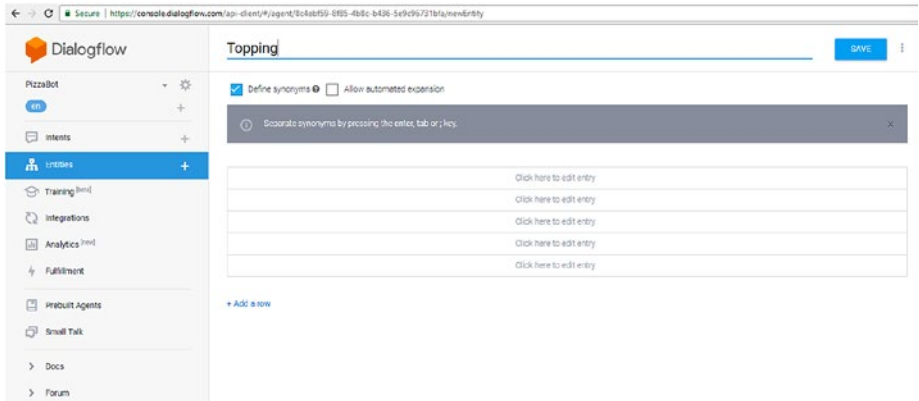 Secure | https://console.dialogflow.com/api-client/#/agent/8c4abf59-8f85-4b8c-b436-5e9c96731bfa/newEntity
Dialogflow
Topping
SAVE
PizzaBot
en
Define synonyms
Allow automated expansion
Separate synonyms by pressing the enter, tab or ; key.
Intents
Entities
Training [beta]
Integrations
Analytics [new]
Fulfillment
Prebuilt Agents
Small Talk
Docs
Forum
Click here to edit entry
Click here to edit entry
Click here to edit entry
Click here to edit entry
Click here to edit entry
+ Add a row